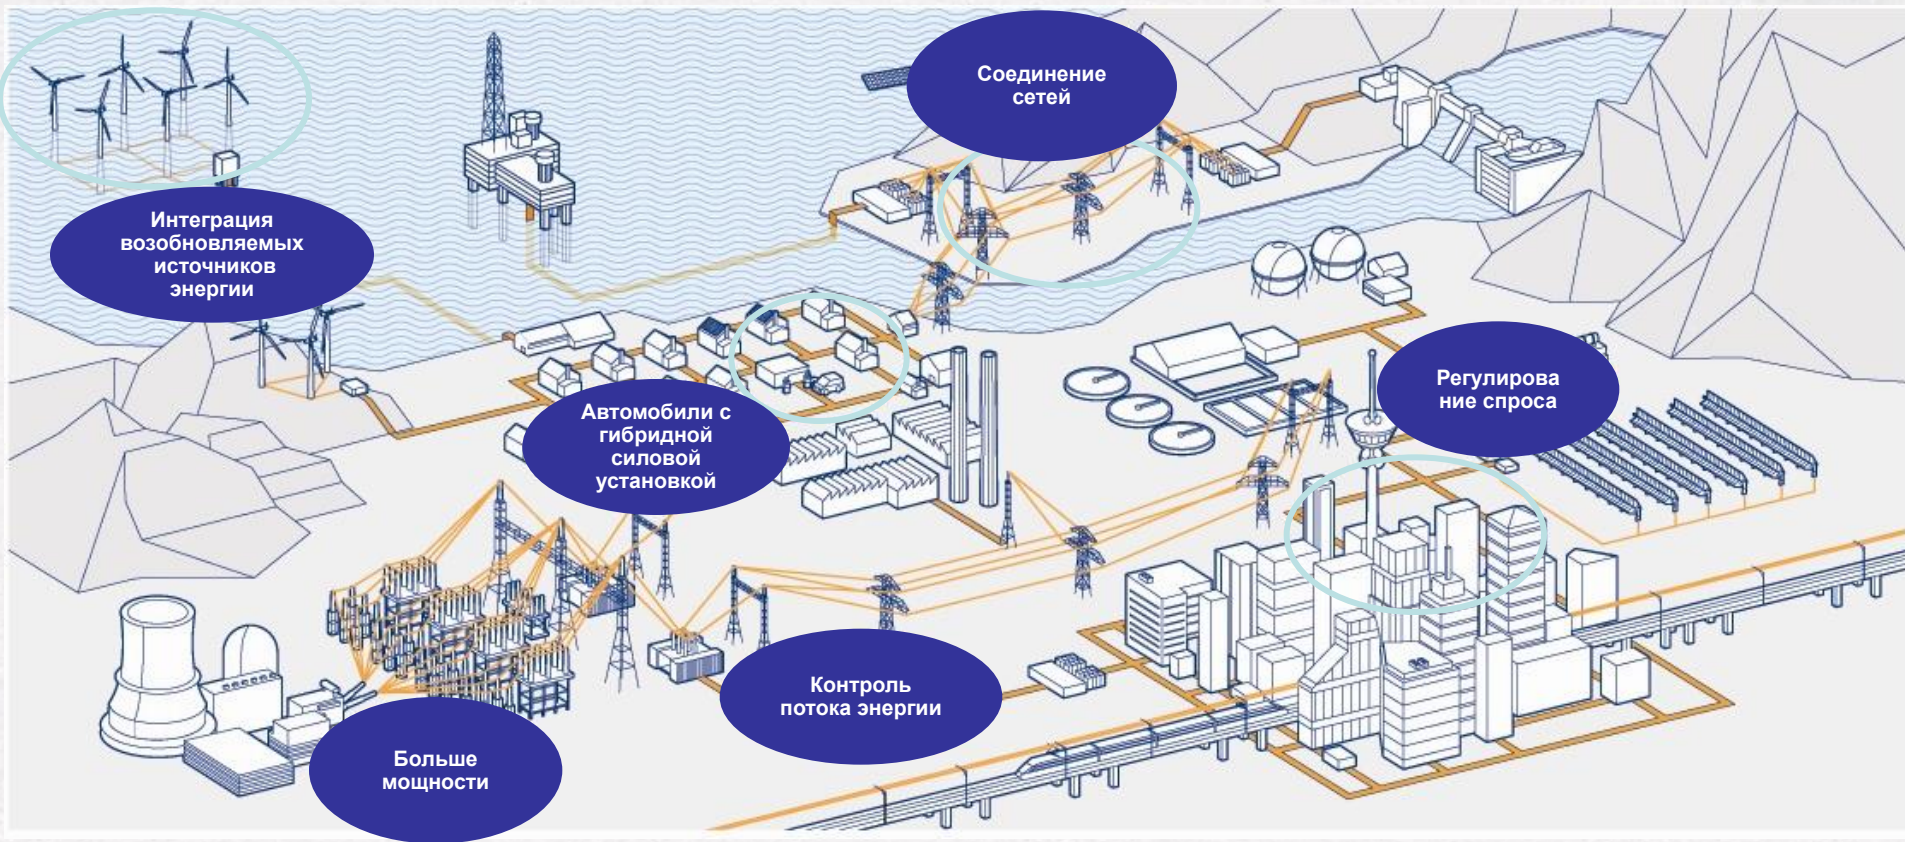 Соединение
сетей
Интеграция
возобновляемых
источников
энергии
Регулирова
ние спроса
Автомобили с
гибридной
силовой
установкой
Контроль
потока энергии
Больше
мощности